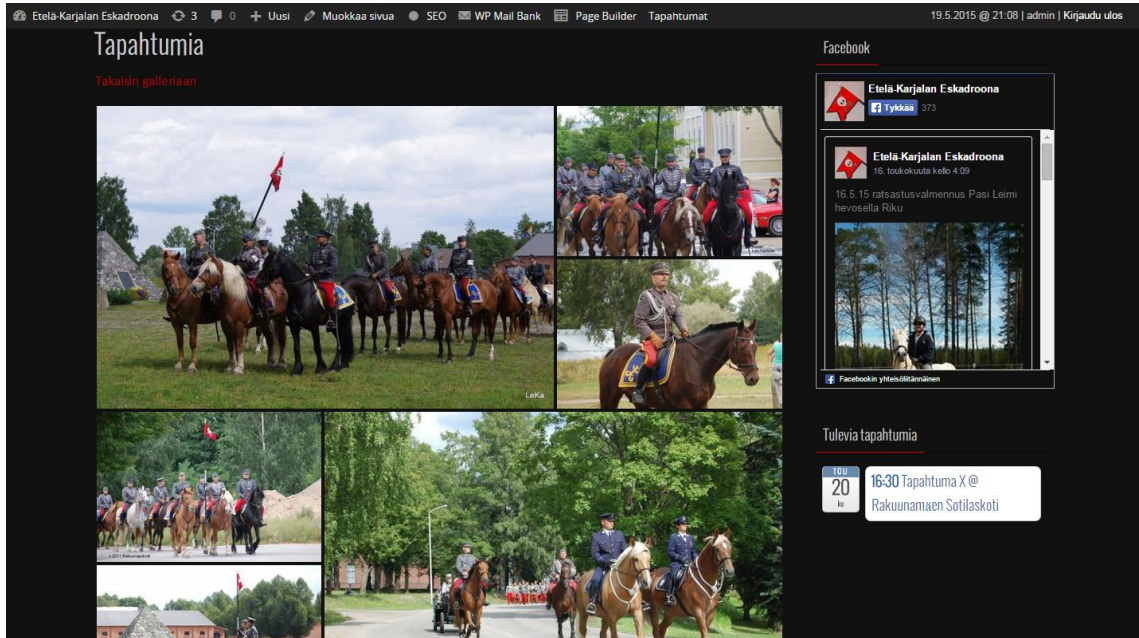 Etelä-Karjalan Eskadroona 3 0 + Uusi Muokkaa sivua SEO WP Mail Bank Page Builder Tapahtumat 19.5.2015 @ 21:08 | admin | Kirjaudu ulos
Tapahtumia
Takaisin galleriaan
LeKa
Facebook
Etelä-Karjalan Eskadroona
Tykkää 373
Etelä-Karjalan Eskadroona
16. toukokuuta kello 4:09
16.5.15 ratsastusvalmennus Pasi Leimi
hevosella Riku
Facebookin yhteisöliitännäinen
Tulevia tapahtumia
TOU
20
ke
16:30 Tapahtuma X @
Rakuunamäen Sotilaskoti